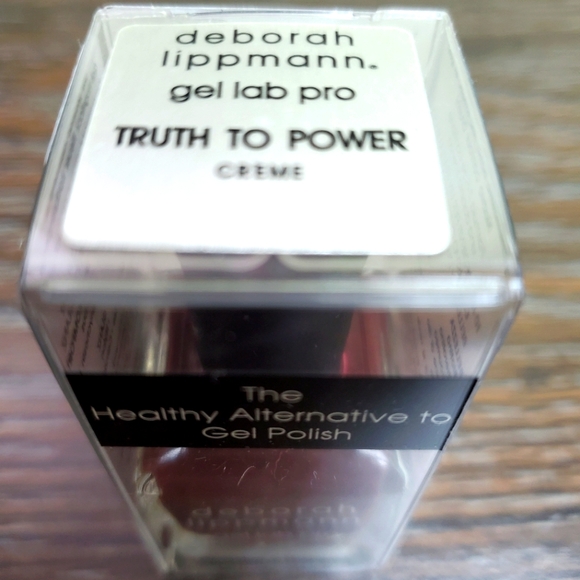 deborah
lippmann®
gel lab pro
TRUTH TO POWER
CREME
The
Healthy Alternative to
Gel Polish
deborah
lippmann